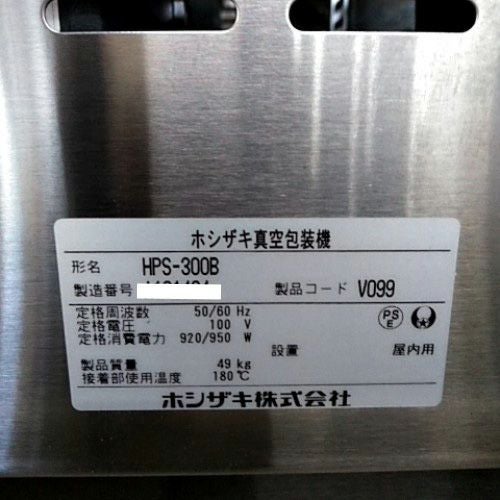 ホシザキ真空包装機
形名 HPS-300B
製造番号
製品コード V099
定格周波数 50/60 Hz
定格電圧 100 V
定格消費電力 920/950 W
PSE
設置 屋内用
製品質量 49 kg
接着部使用温度 180℃
ホシザキ株式会社